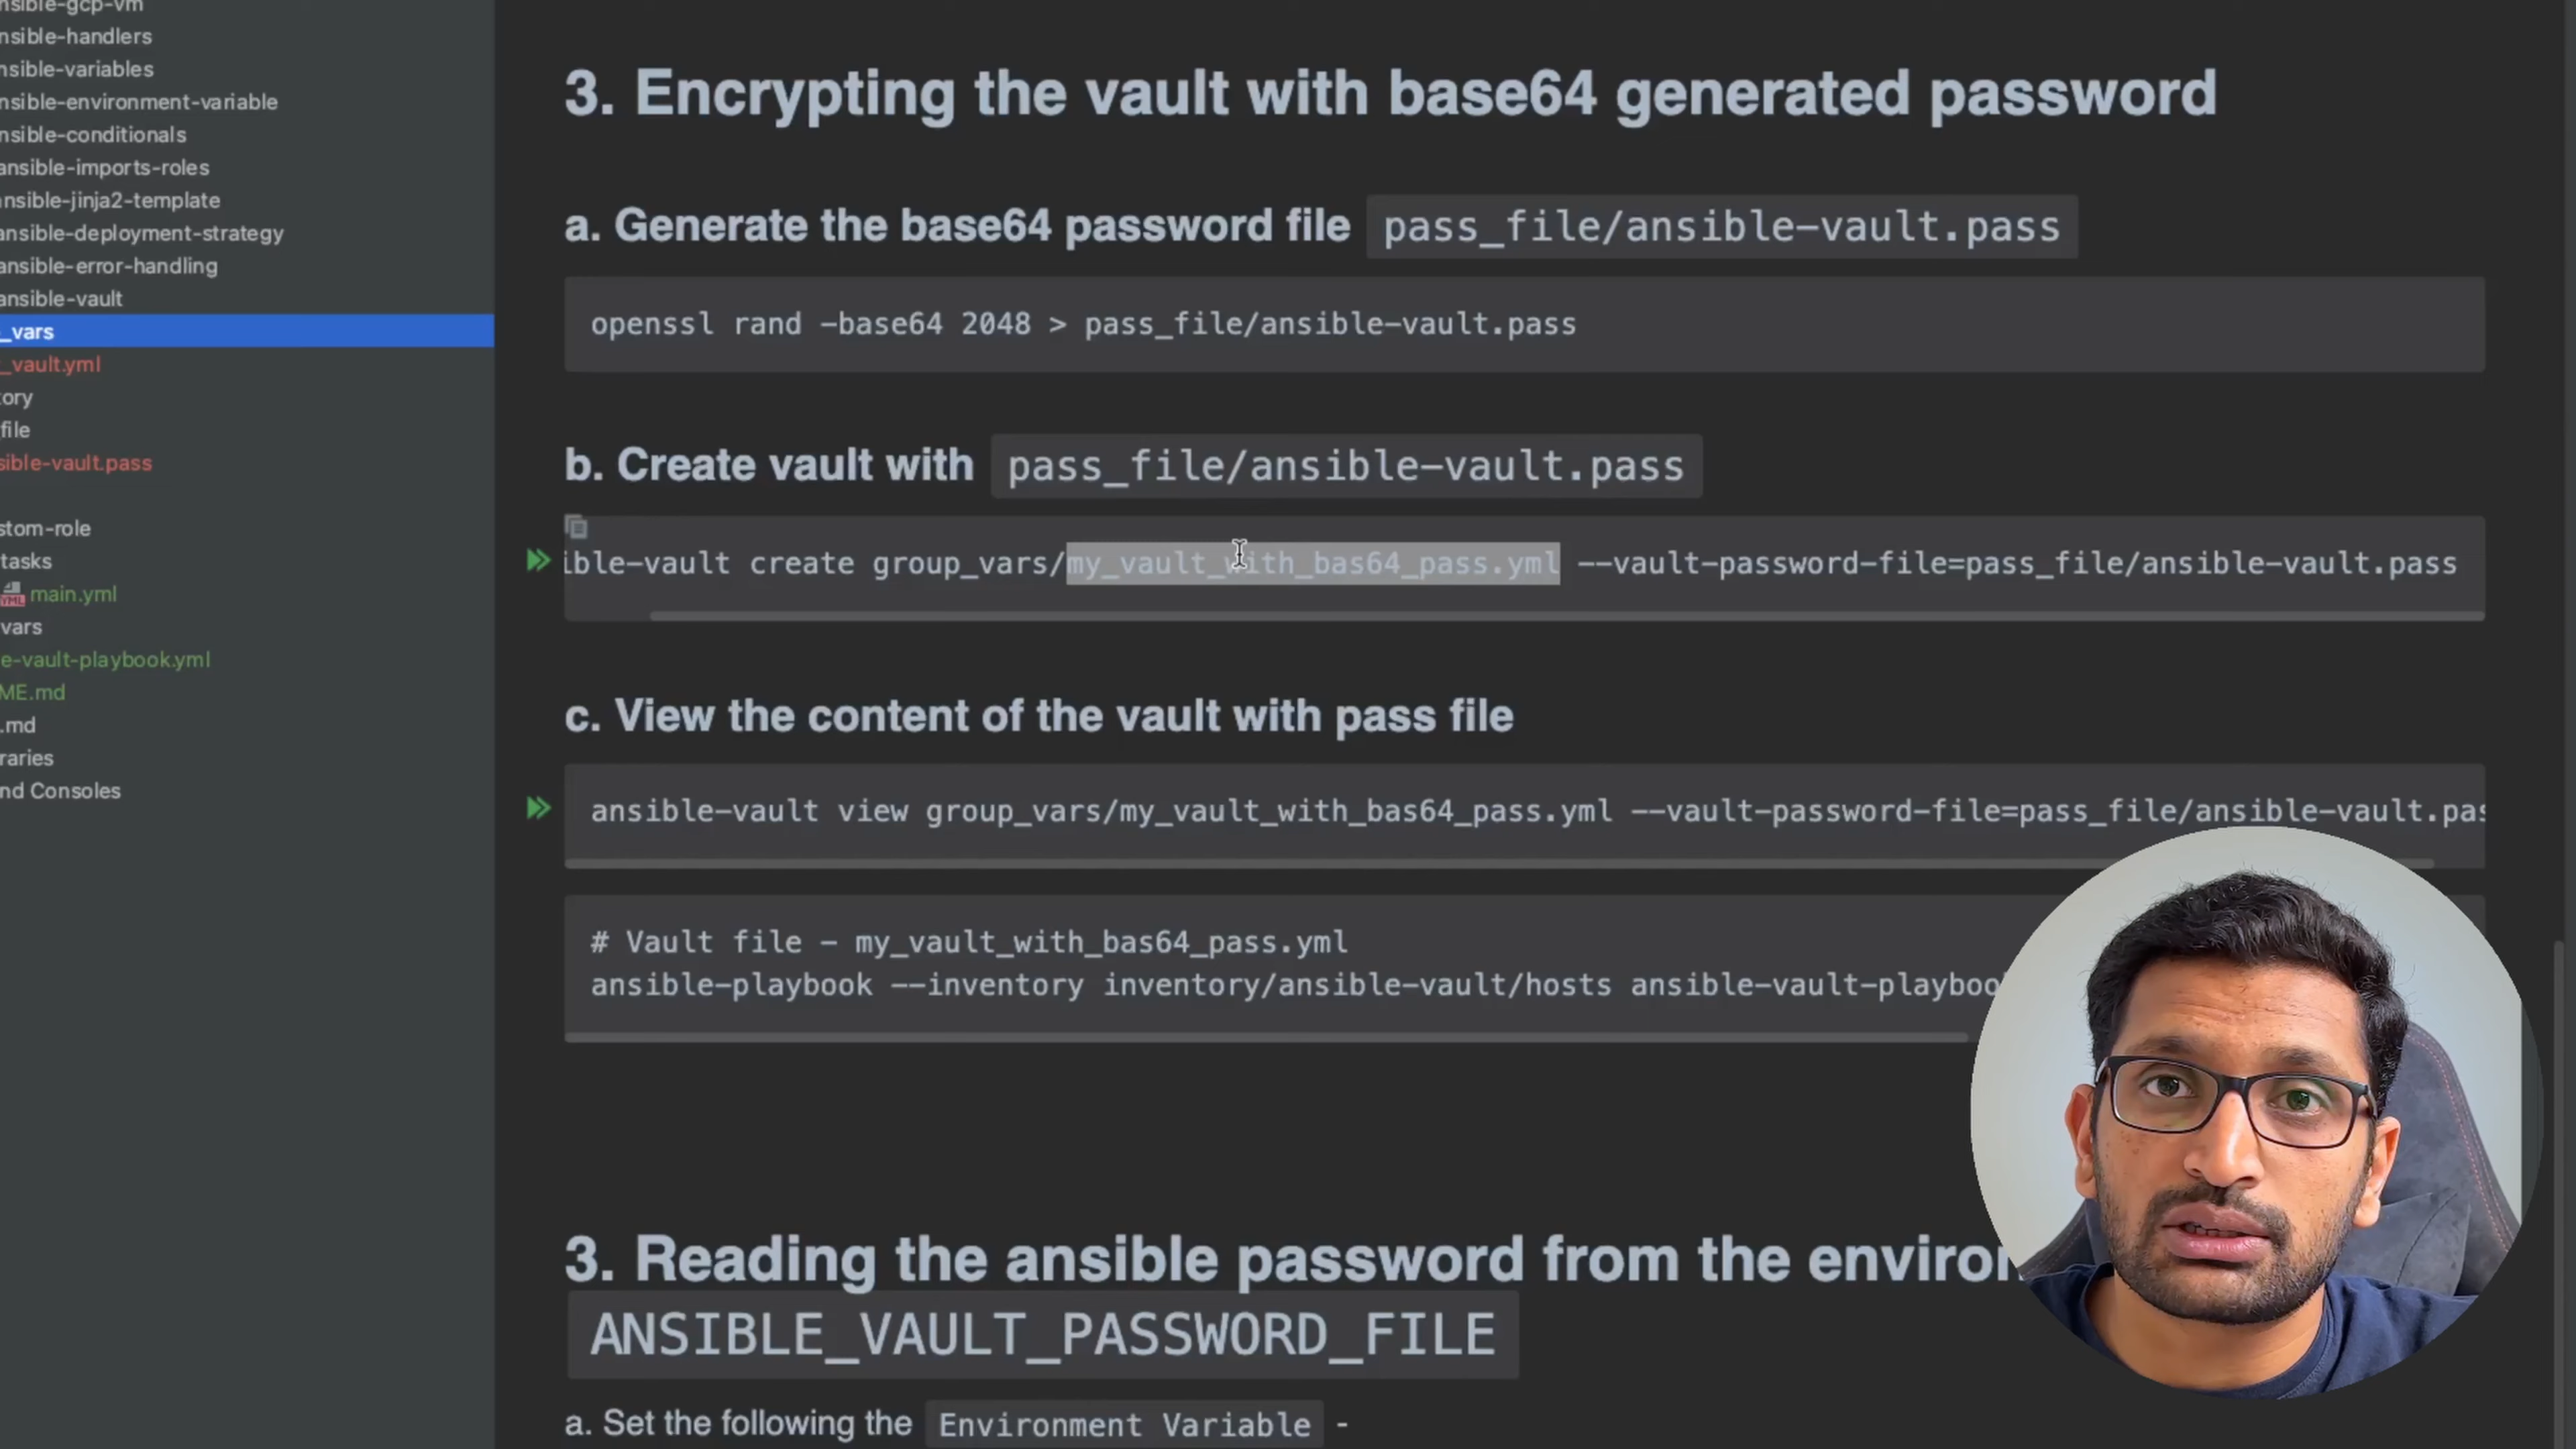 nsible-gcp-vm
nsible-handlers
nsible-variables
nsible-environment-variable
nsible-conditionals
ansible-imports-roles
ansible-jinja2-template
ansible-deployment-strategy
ansible-error-handling
ansible-vault
_vars
_vault.yml
tory
file
sible-vault.pass
stom-role
tasks
main.yml
vars
e-vault-playbook.yml
ME.md
.md
raries
nd Consoles
3. Encrypting the vault with base64 generated password
a. Generate the base64 password file pass_file/ansible-vault.pass
openssl rand -base64 2048 > pass_file/ansible-vault.pass
b. Create vault with pass_file/ansible-vault.pass
ible-vault create group_vars/my_vault_with_bas64_pass.yml --vault-password-file=pass_file/ansible-vault.pass
c. View the content of the vault with pass file
ansible-vault view group_vars/my_vault_with_bas64_pass.yml --vault-password-file=pass_file/ansible-vault.pas
# Vault file - my_vault_with_bas64_pass.yml
ansible-playbook --inventory inventory/ansible-vault/hosts ansible-vault-playboo
3. Reading the ansible password from the environ
ANSIBLE_VAULT_PASSWORD_FILE
a. Set the following the Environment Variable -